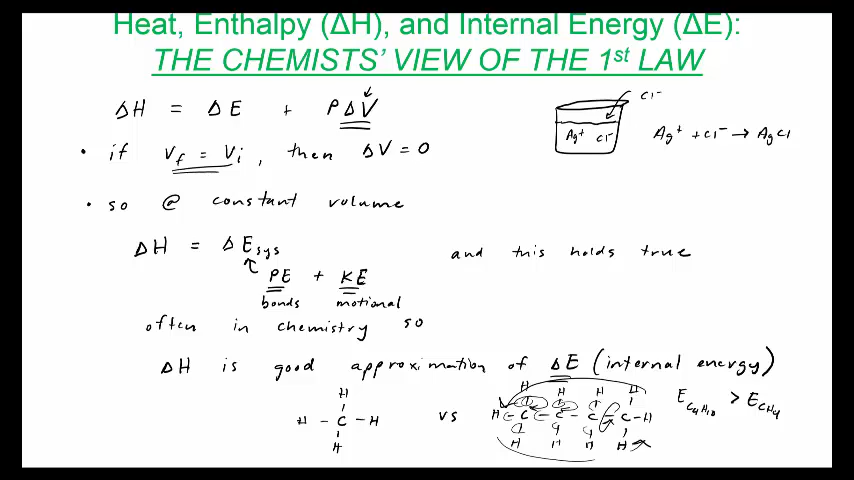 Heat, Enthalpy (ΔH), and Internal Energy (ΔE):
THE CHEMISTS' VIEW OF THE 1st LAW
ΔH = ΔE + PΔV
Cl⁻
Ag⁺ Cl⁻
Ag⁺ + Cl⁻ → AgCl
• if Vf = Vi, then ΔV = 0
• so @ constant volume
ΔH = ΔEsys and this holds true
PE + KE
bonds motional
often in chemistry so
ΔH is good approximation of ΔE (internal energy)
H H H H H
H - C - H vs H - C - C - C - C - H
H H H H H
E C4H10 > E CH4